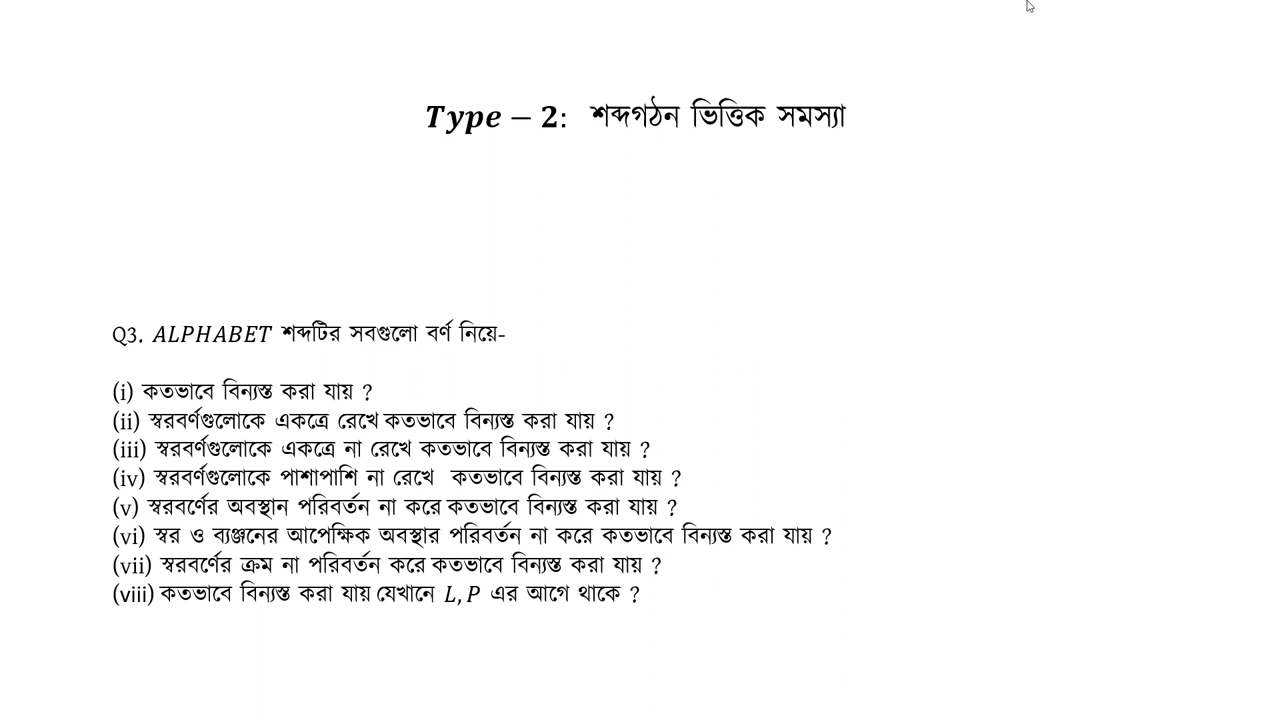 Type – 2: শব্দগঠন ভিত্তিক সমস্যা
Q3. ALPHABET শব্দটির সবগুলো বর্ণ নিয়ে-
(i) কতভাবে বিন্যস্ত করা যায় ?
(ii) স্বরবর্ণগুলোকে একত্রে রেখে কতভাবে বিন্যস্ত করা যায় ?
(iii) স্বরবর্ণগুলোকে একত্রে না রেখে কতভাবে বিন্যস্ত করা যায় ?
(iv) স্বরবর্ণগুলোকে পাশাপাশি না রেখে কতভাবে বিন্যস্ত করা যায় ?
(v) স্বরবর্ণের অবস্থান পরিবর্তন না করে কতভাবে বিন্যস্ত করা যায় ?
(vi) স্বর ও ব্যঞ্জনের আপেক্ষিক অবস্থার পরিবর্তন না করে কতভাবে বিন্যস্ত করা যায় ?
(vii) স্বরবর্ণের ক্রম না পরিবর্তন করে কতভাবে বিন্যস্ত করা যায় ?
(viii) কতভাবে বিন্যস্ত করা যায় যেখানে L, P এর আগে থাকে ?